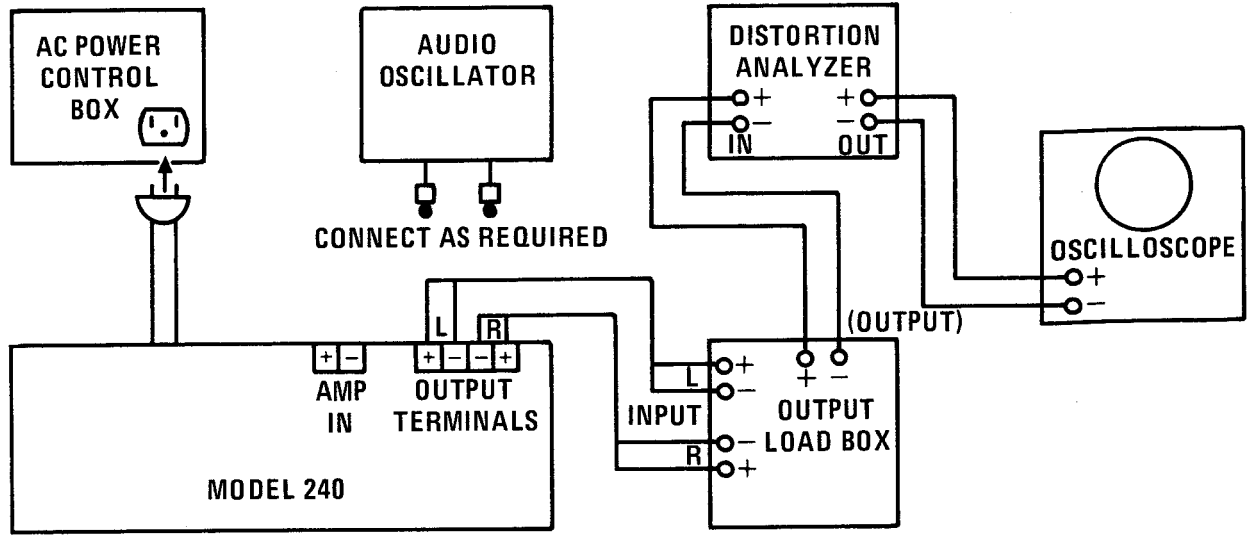 AC POWER
CONTROL
BOX
AUDIO
OSCILLATOR
CONNECT AS REQUIRED
DISTORTION
ANALYZER
+ +
− −
IN OUT
OSCILLOSCOPE
+
−
(OUTPUT)
L R
+ − − +
+ −
AMP
IN
OUTPUT
TERMINALS
MODEL 240
INPUT
L
R
+
−
−
+
+ −
OUTPUT
LOAD BOX